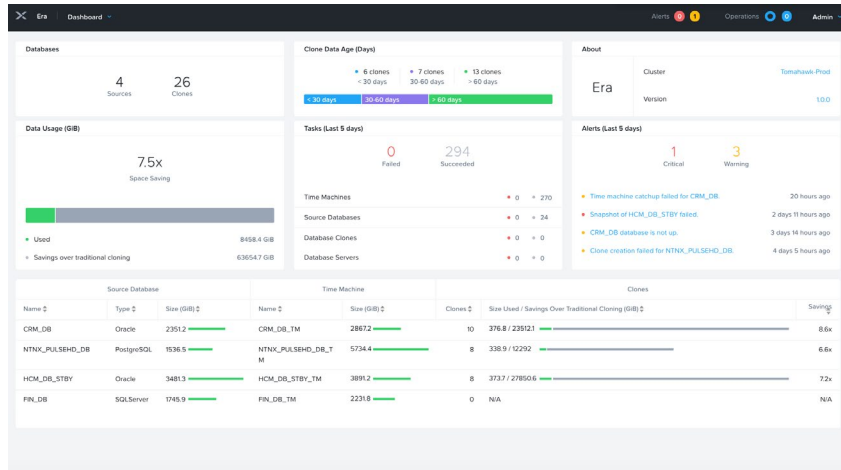 Era Dashboard Alerts 0 1 Operations 0 Admin
Databases
4 26
Sources Clones
Clone Data Age (Days)
6 clones 7 clones 13 clones
< 30 days 30-60 days > 60 days
< 30 days 30-60 days > 60 days
About
Era
Cluster Tomahawk-Prod
Version 1.0.0
Data Usage (GiB)
7.5x
Space Saving
Used 8458.4 GiB
Savings over traditional cloning 63654.7 GiB
Tasks (Last 5 days)
0 294
Failed Succeeded
Time Machines 0 270
Source Databases 0 24
Database Clones 0 0
Database Servers 0 0
Alerts (Last 5 days)
1 3
Critical Warning
Time machine catchup failed for CRM_DB. 20 hours ago
Snapshot of HCM_DB_STBY failed. 2 days 11 hours ago
CRM_DB database is not up. 3 days 14 hours ago
Clone creation failed for NTNX_PULSEHD_DB. 4 days 5 hours ago
Source Database Time Machine Clones
Name Type Size (GiB) Name Size (GiB) Clones Size Used / Savings Over Traditional Cloning (GiB) Savings
CRM_DB Oracle 2351.2 CRM_DB_TM 2867.2 10 376.8 / 23512.1 8.6x
NTNX_PULSEHD_DB PostgreSQL 1536.5 NTNX_PULSEHD_DB_T 5734.4 8 338.9 / 12292 6.6x
M
HCM_DB_STBY Oracle 3481.3 HCM_DB_STBY_TM 3891.2 8 373.7 / 27850.6 7.2x
FIN_DB SQLServer 1745.9 FIN_DB_TM 2231.8 0 N/A N/A